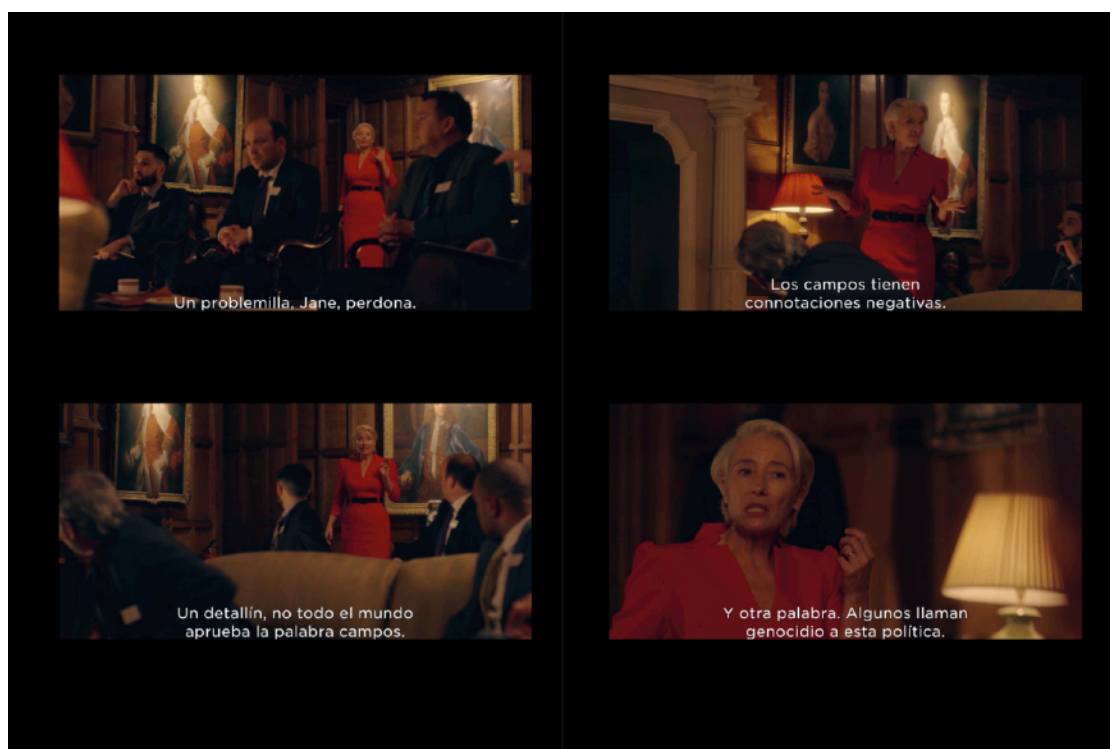 Un problemilla, Jane, perdona.
Los campos tienen
connotaciones negativas.
Un detallín, no todo el mundo
aprueba la palabra campos.
Y otra palabra. Algunos llaman
genocidio a esta política.